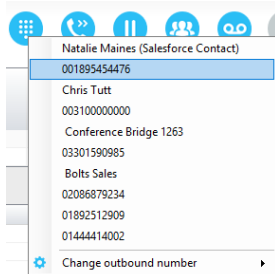 Natalie Maines (Salesforce Contact)
001895454476
Chris Tutt
003100000000
Conference Bridge 1263
03301590985
Bolts Sales
02086879234
01892512909
01444414002
Change outbound number